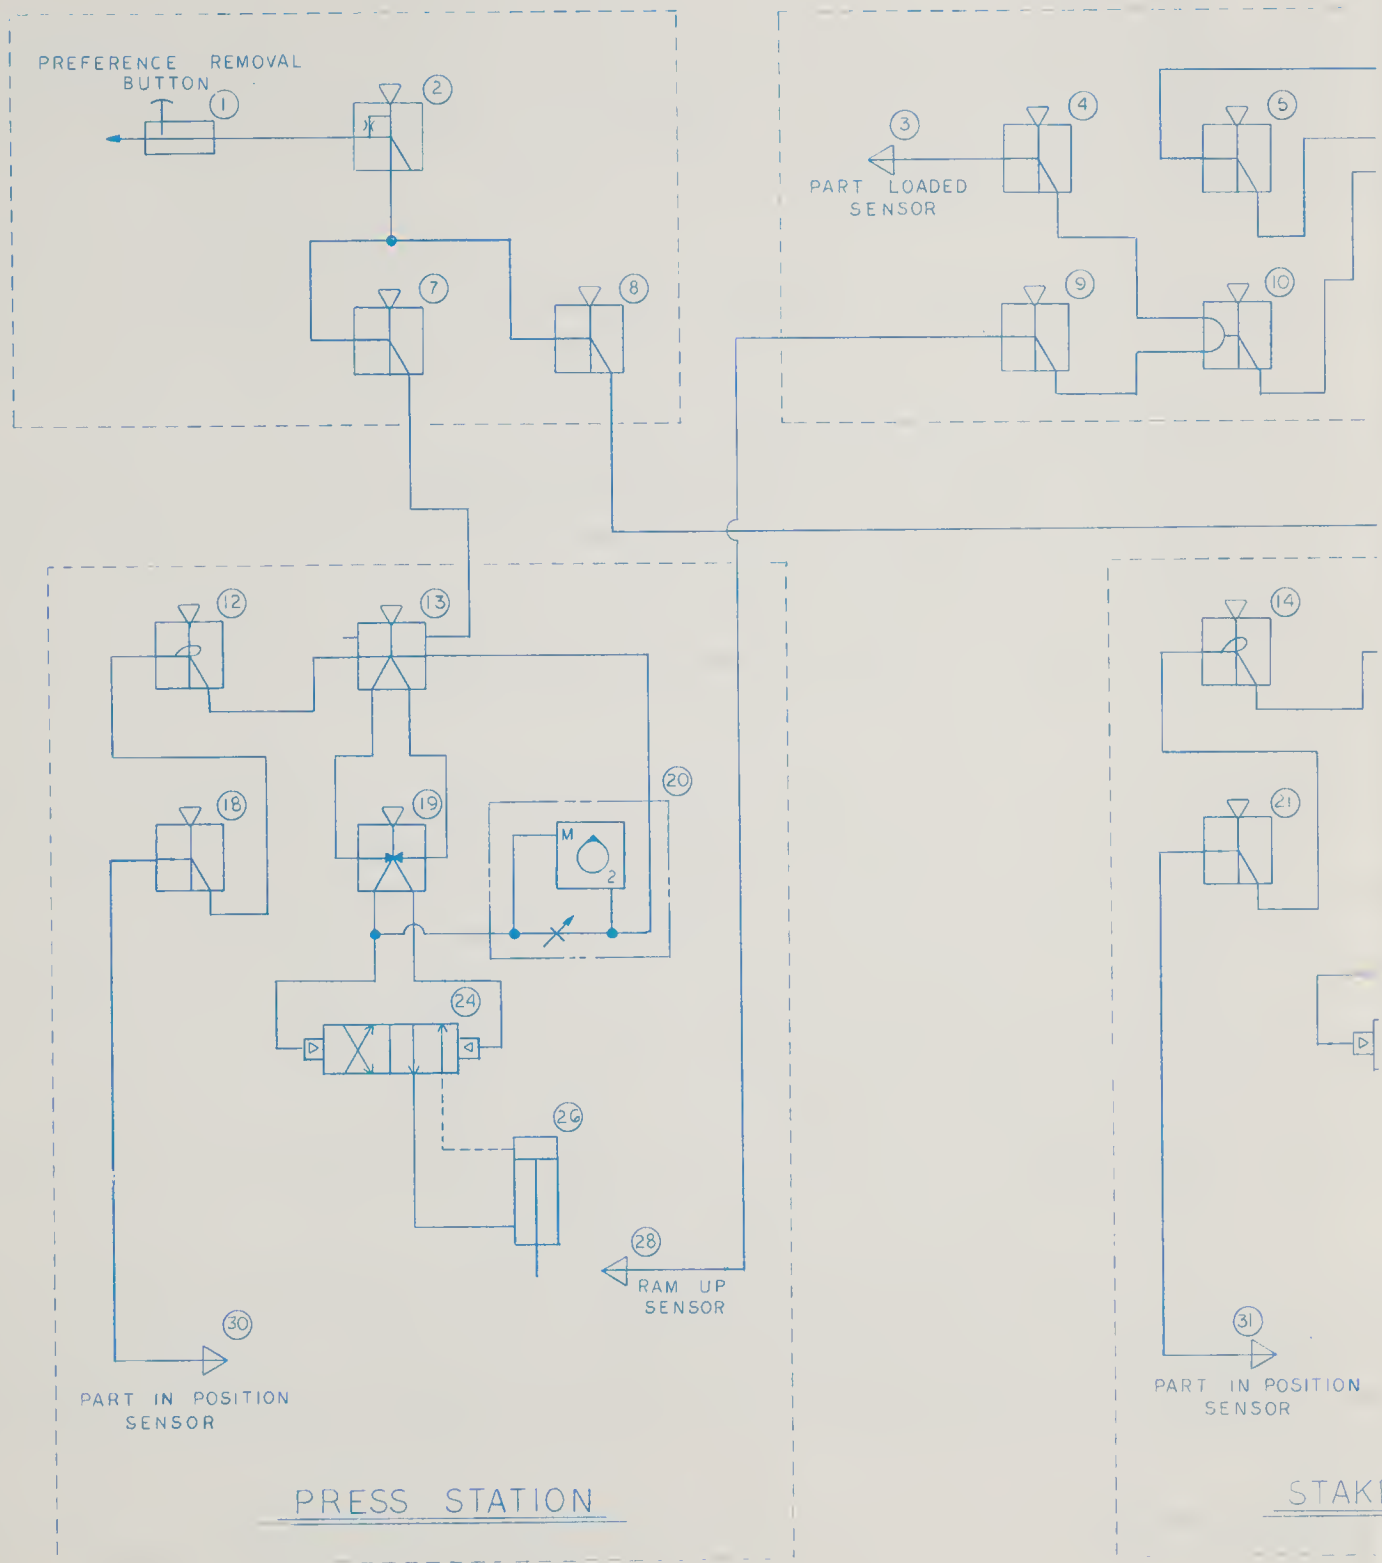 PREFERENCE REMOVAL
BUTTON
1
2
3
PART LOADED
SENSOR
4
5
7
8
9
10
12
13
14
18
19
20
M
2
21
24
26
28
RAM UP
SENSOR
30
PART IN POSITION
SENSOR
31
PART IN POSITION
SENSOR
PRESS STATION
STAK